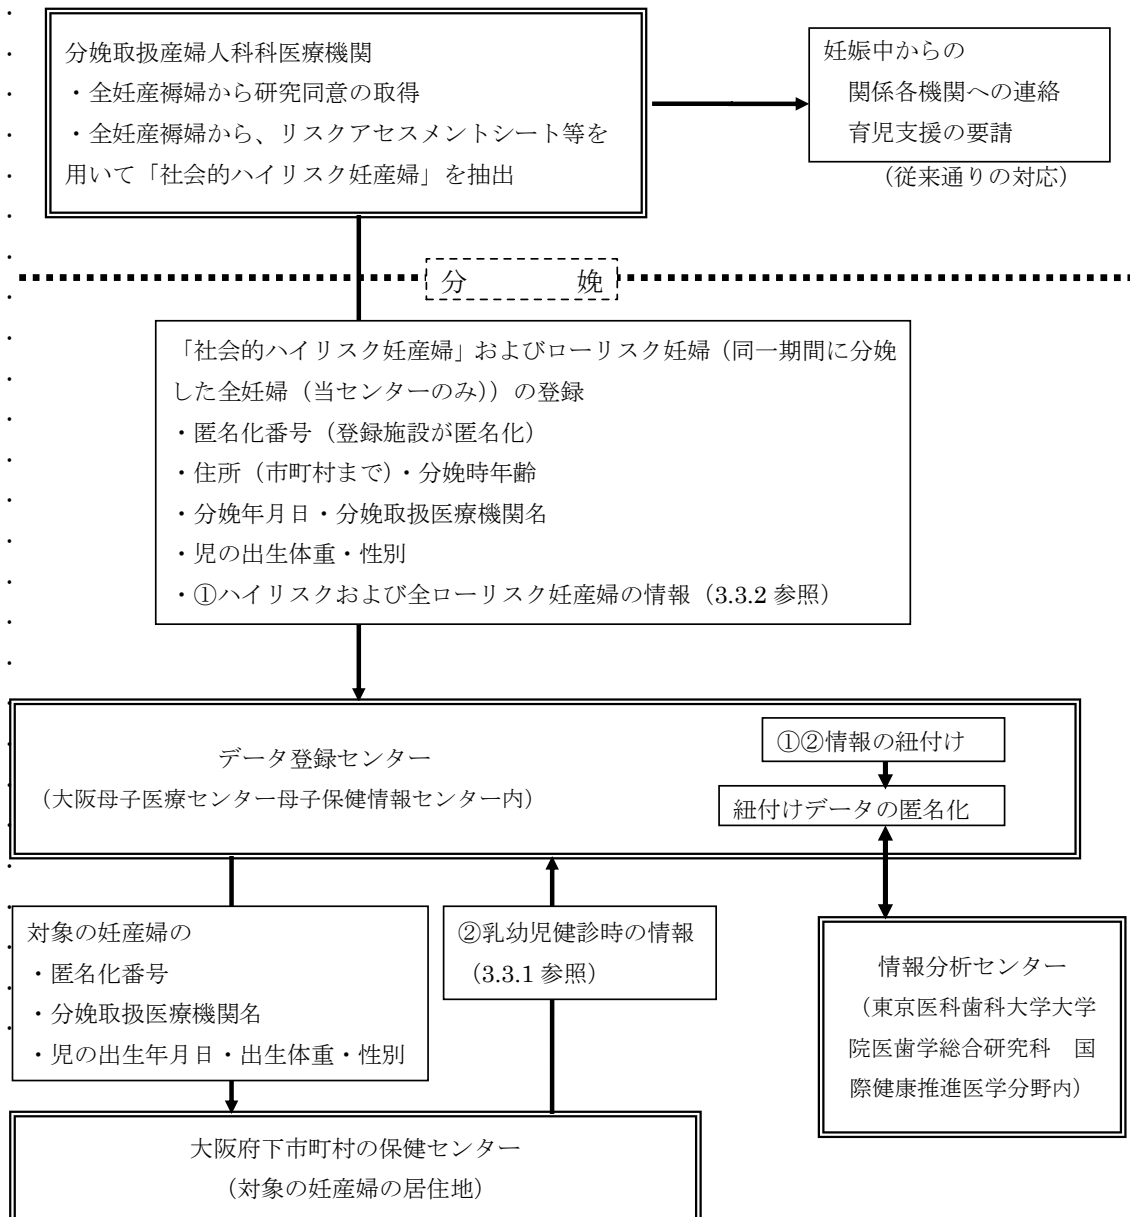 分娩取扱産婦人科科医療機関
・全妊産褥婦から研究同意の取得
・全妊産褥婦から、リスクアセスメントシート等を
用いて「社会的ハイリスク妊産婦」を抽出
妊娠中からの
関係各機関への連絡
育児支援の要請
（従来通りの対応）
分　　　娩
「社会的ハイリスク妊産婦」およびローリスク妊婦（同一期間に分娩
した全妊婦（当センターのみ））の登録
・匿名化番号（登録施設が匿名化）
・住所（市町村まで）・分娩時年齢
・分娩年月日・分娩取扱医療機関名
・児の出生体重・性別
・①ハイリスクおよび全ローリスク妊産婦の情報（3.3.2 参照）
データ登録センター
（大阪母子医療センター母子保健情報センター内）
①②情報の紐付け
紐付けデータの匿名化
対象の妊産婦の
・匿名化番号
・分娩取扱医療機関名
・児の出生年月日・出生体重・性別
②乳幼児健診時の情報
（3.3.1 参照）
情報分析センター
（東京医科歯科大学大学
院医歯学総合研究科　国
際健康推進医学分野内）
大阪府下市町村の保健センター
（対象の妊産婦の居住地）